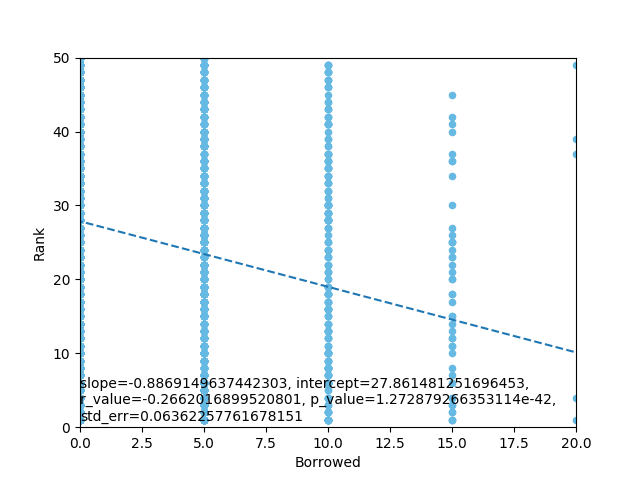 50
40
30
20
10
0
Rank
slope=-0.8869149637442303, intercept=27.861481251696453,
r_value=-0.2662016899520801, p_value=1.272879266353114e-42,
std_err=0.06362257761678151
0.0 2.5 5.0 7.5 10.0 12.5 15.0 17.5 20.0
Borrowed